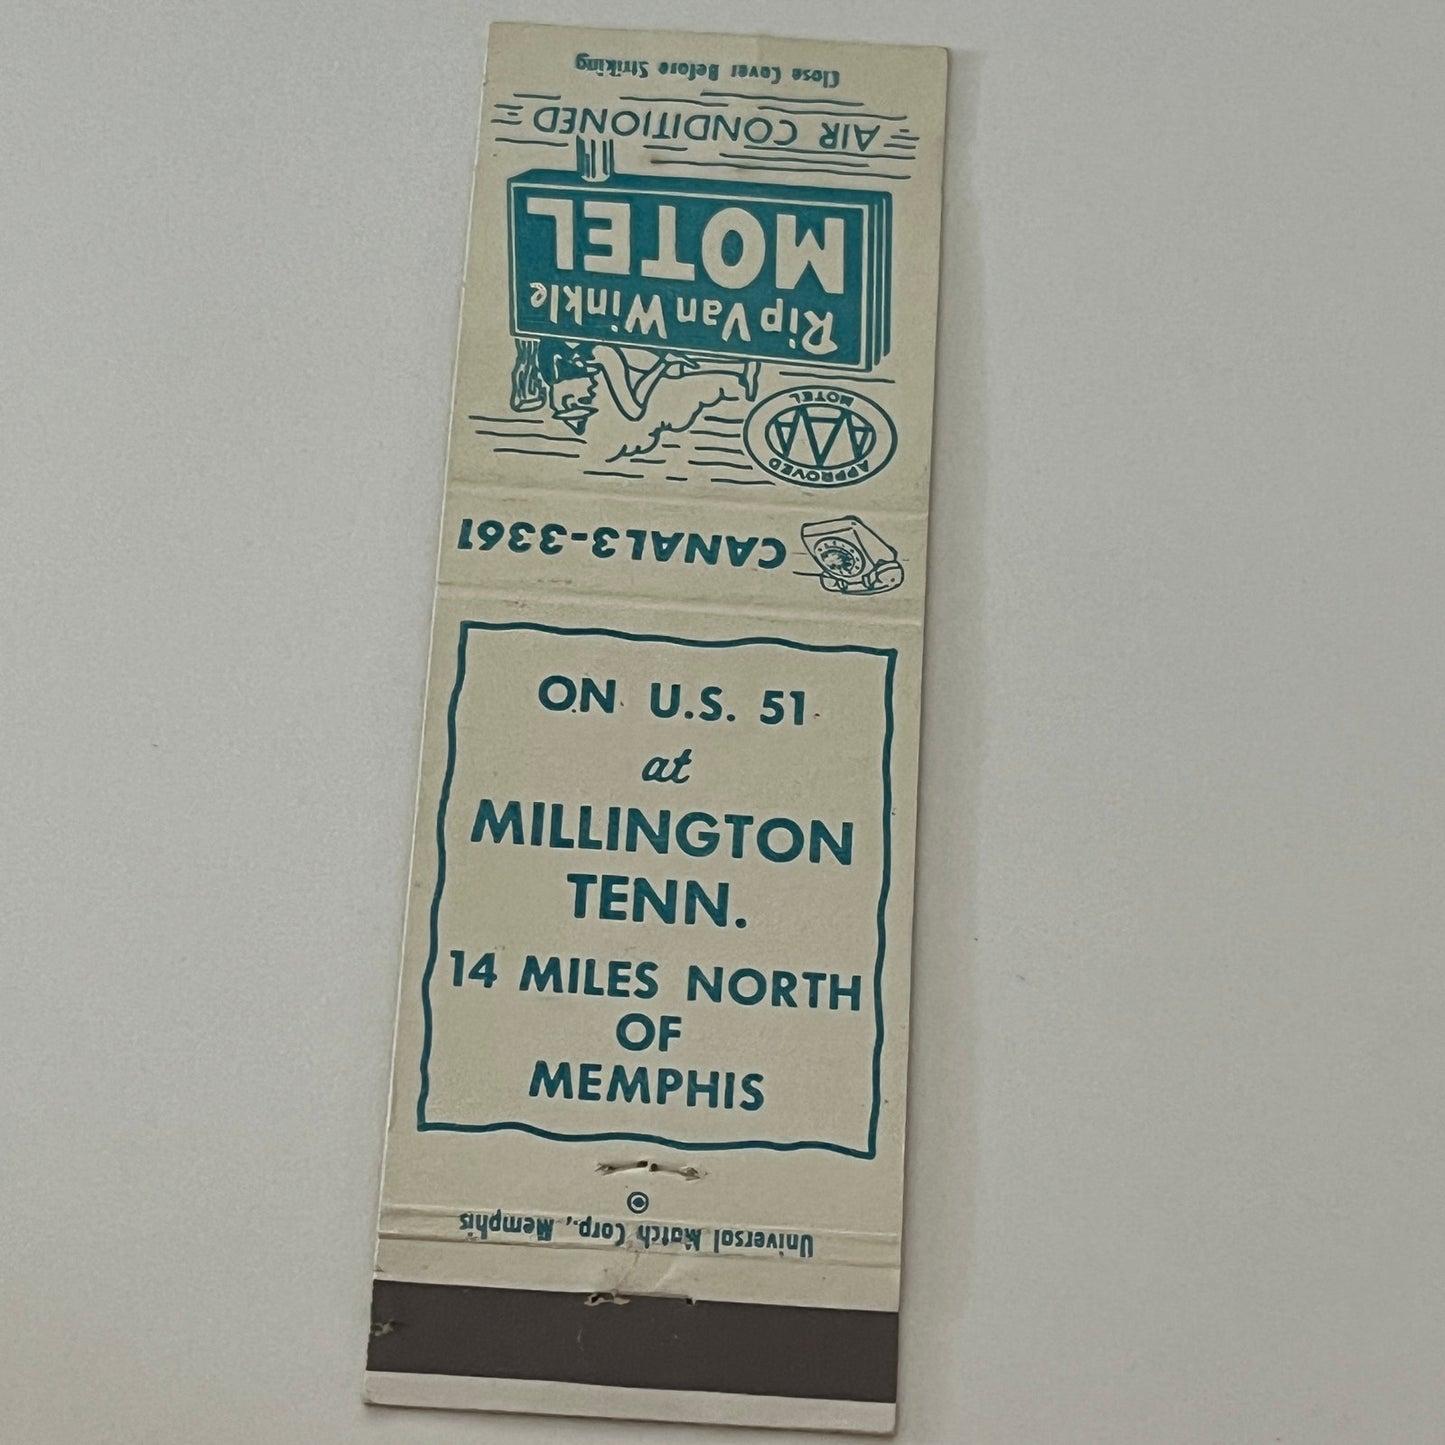 Close Cover Before Striking
AIR CONDITIONED
Rip Van Winkle
MOTEL
APPROVED
MOTEL
CANAL3-3361
ON U.S. 51
at
MILLINGTON
TENN.
14 MILES NORTH
OF
MEMPHIS
Universal Match Corp., Memphis